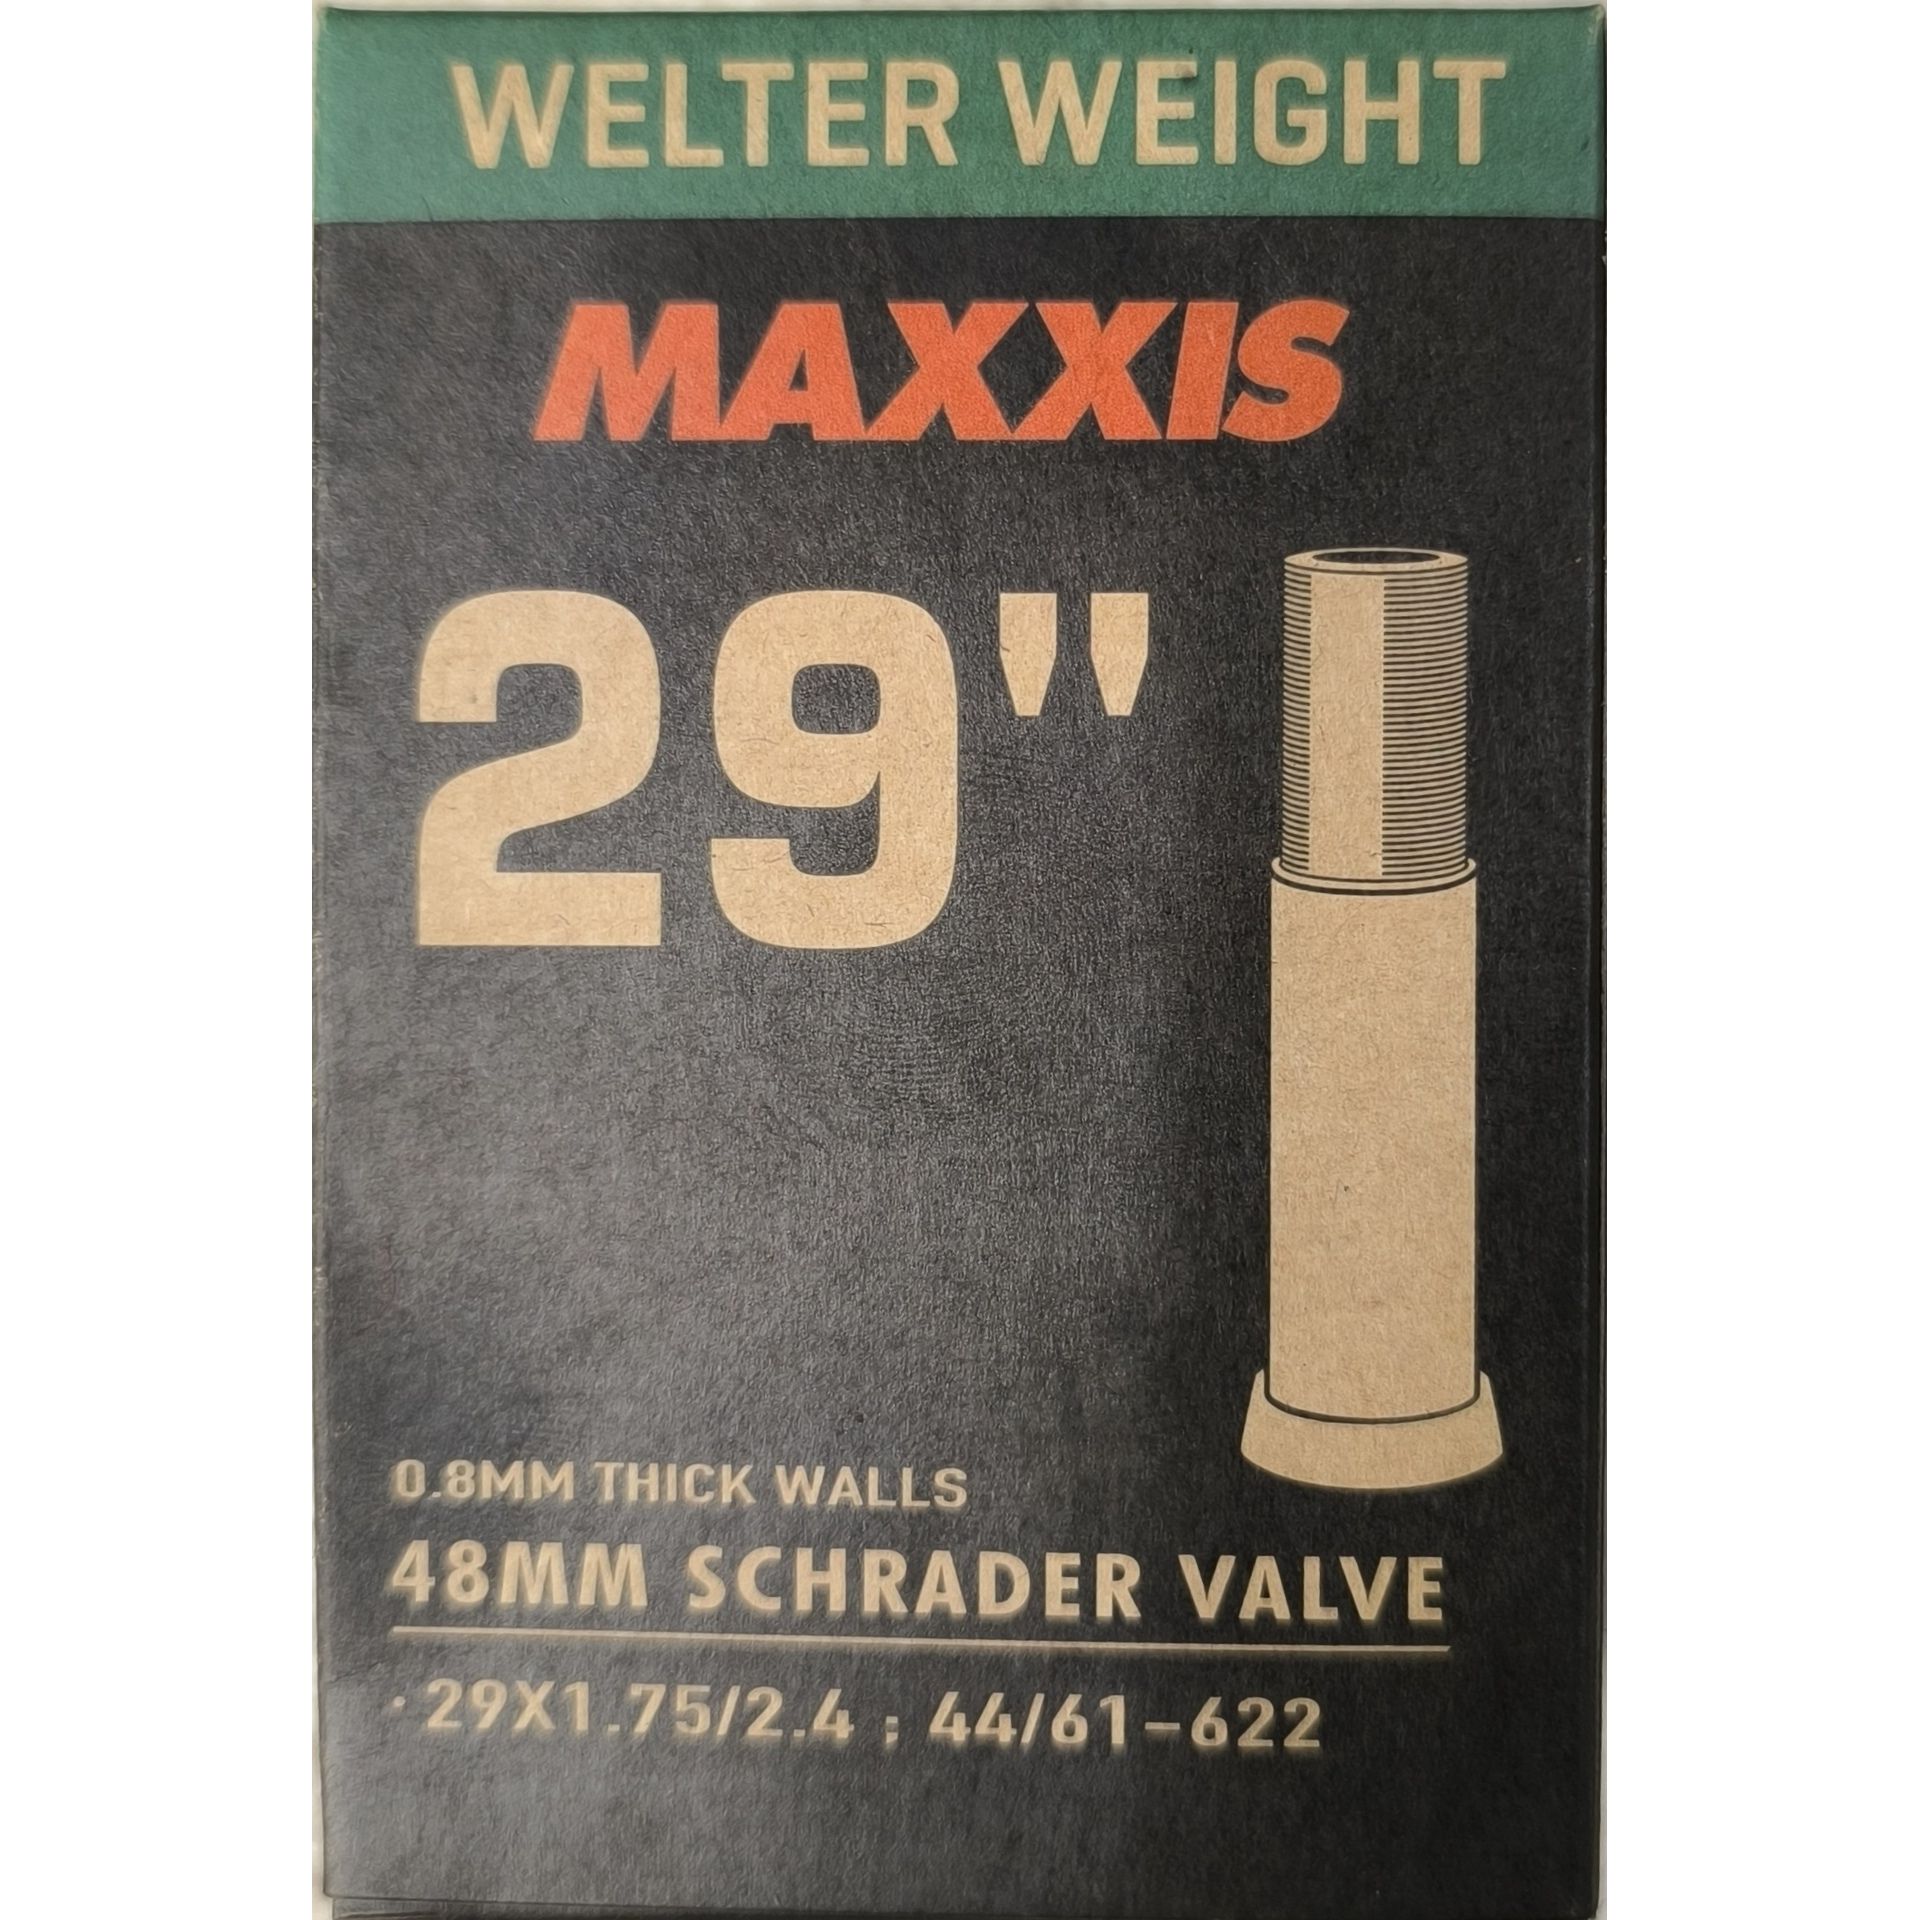 WELTER WEIGHT
MAXXIS
29"
0.8MM THICK WALLS
48MM SCHRADER VALVE
·29X1.75/2.4 ; 44/61-622